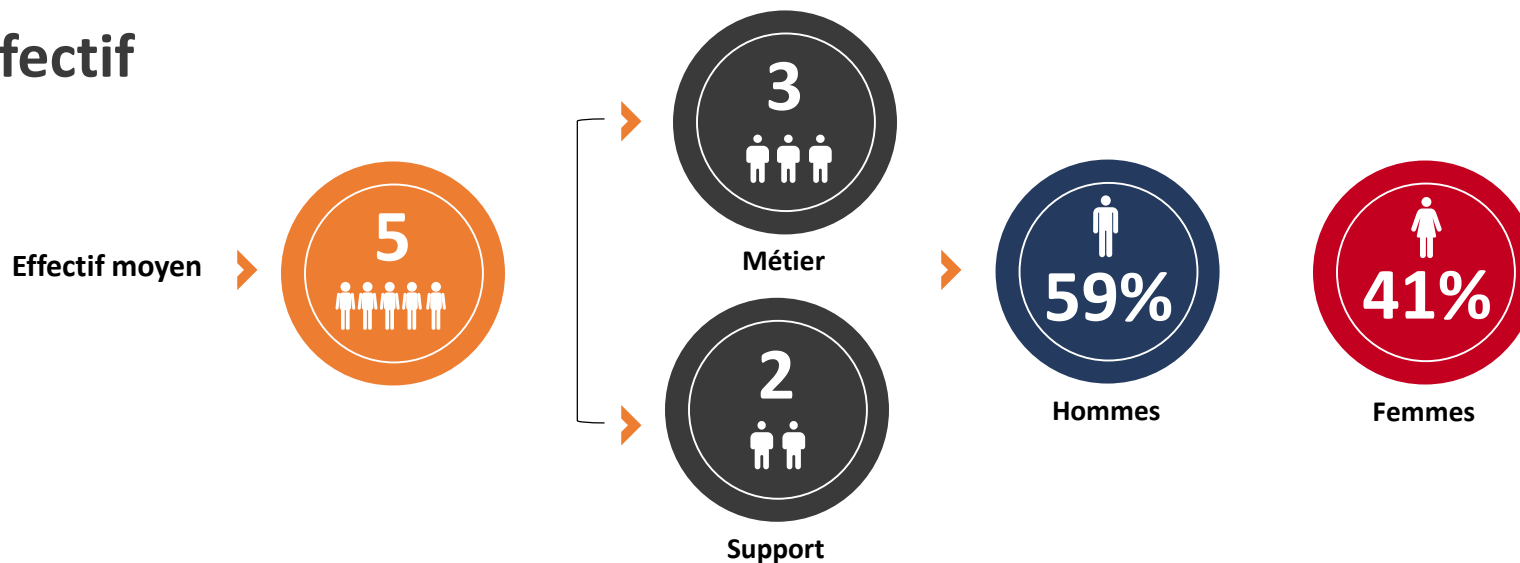 fectif
Effectif moyen
5
3
Métier
2
Support
59%
Hommes
41%
Femmes